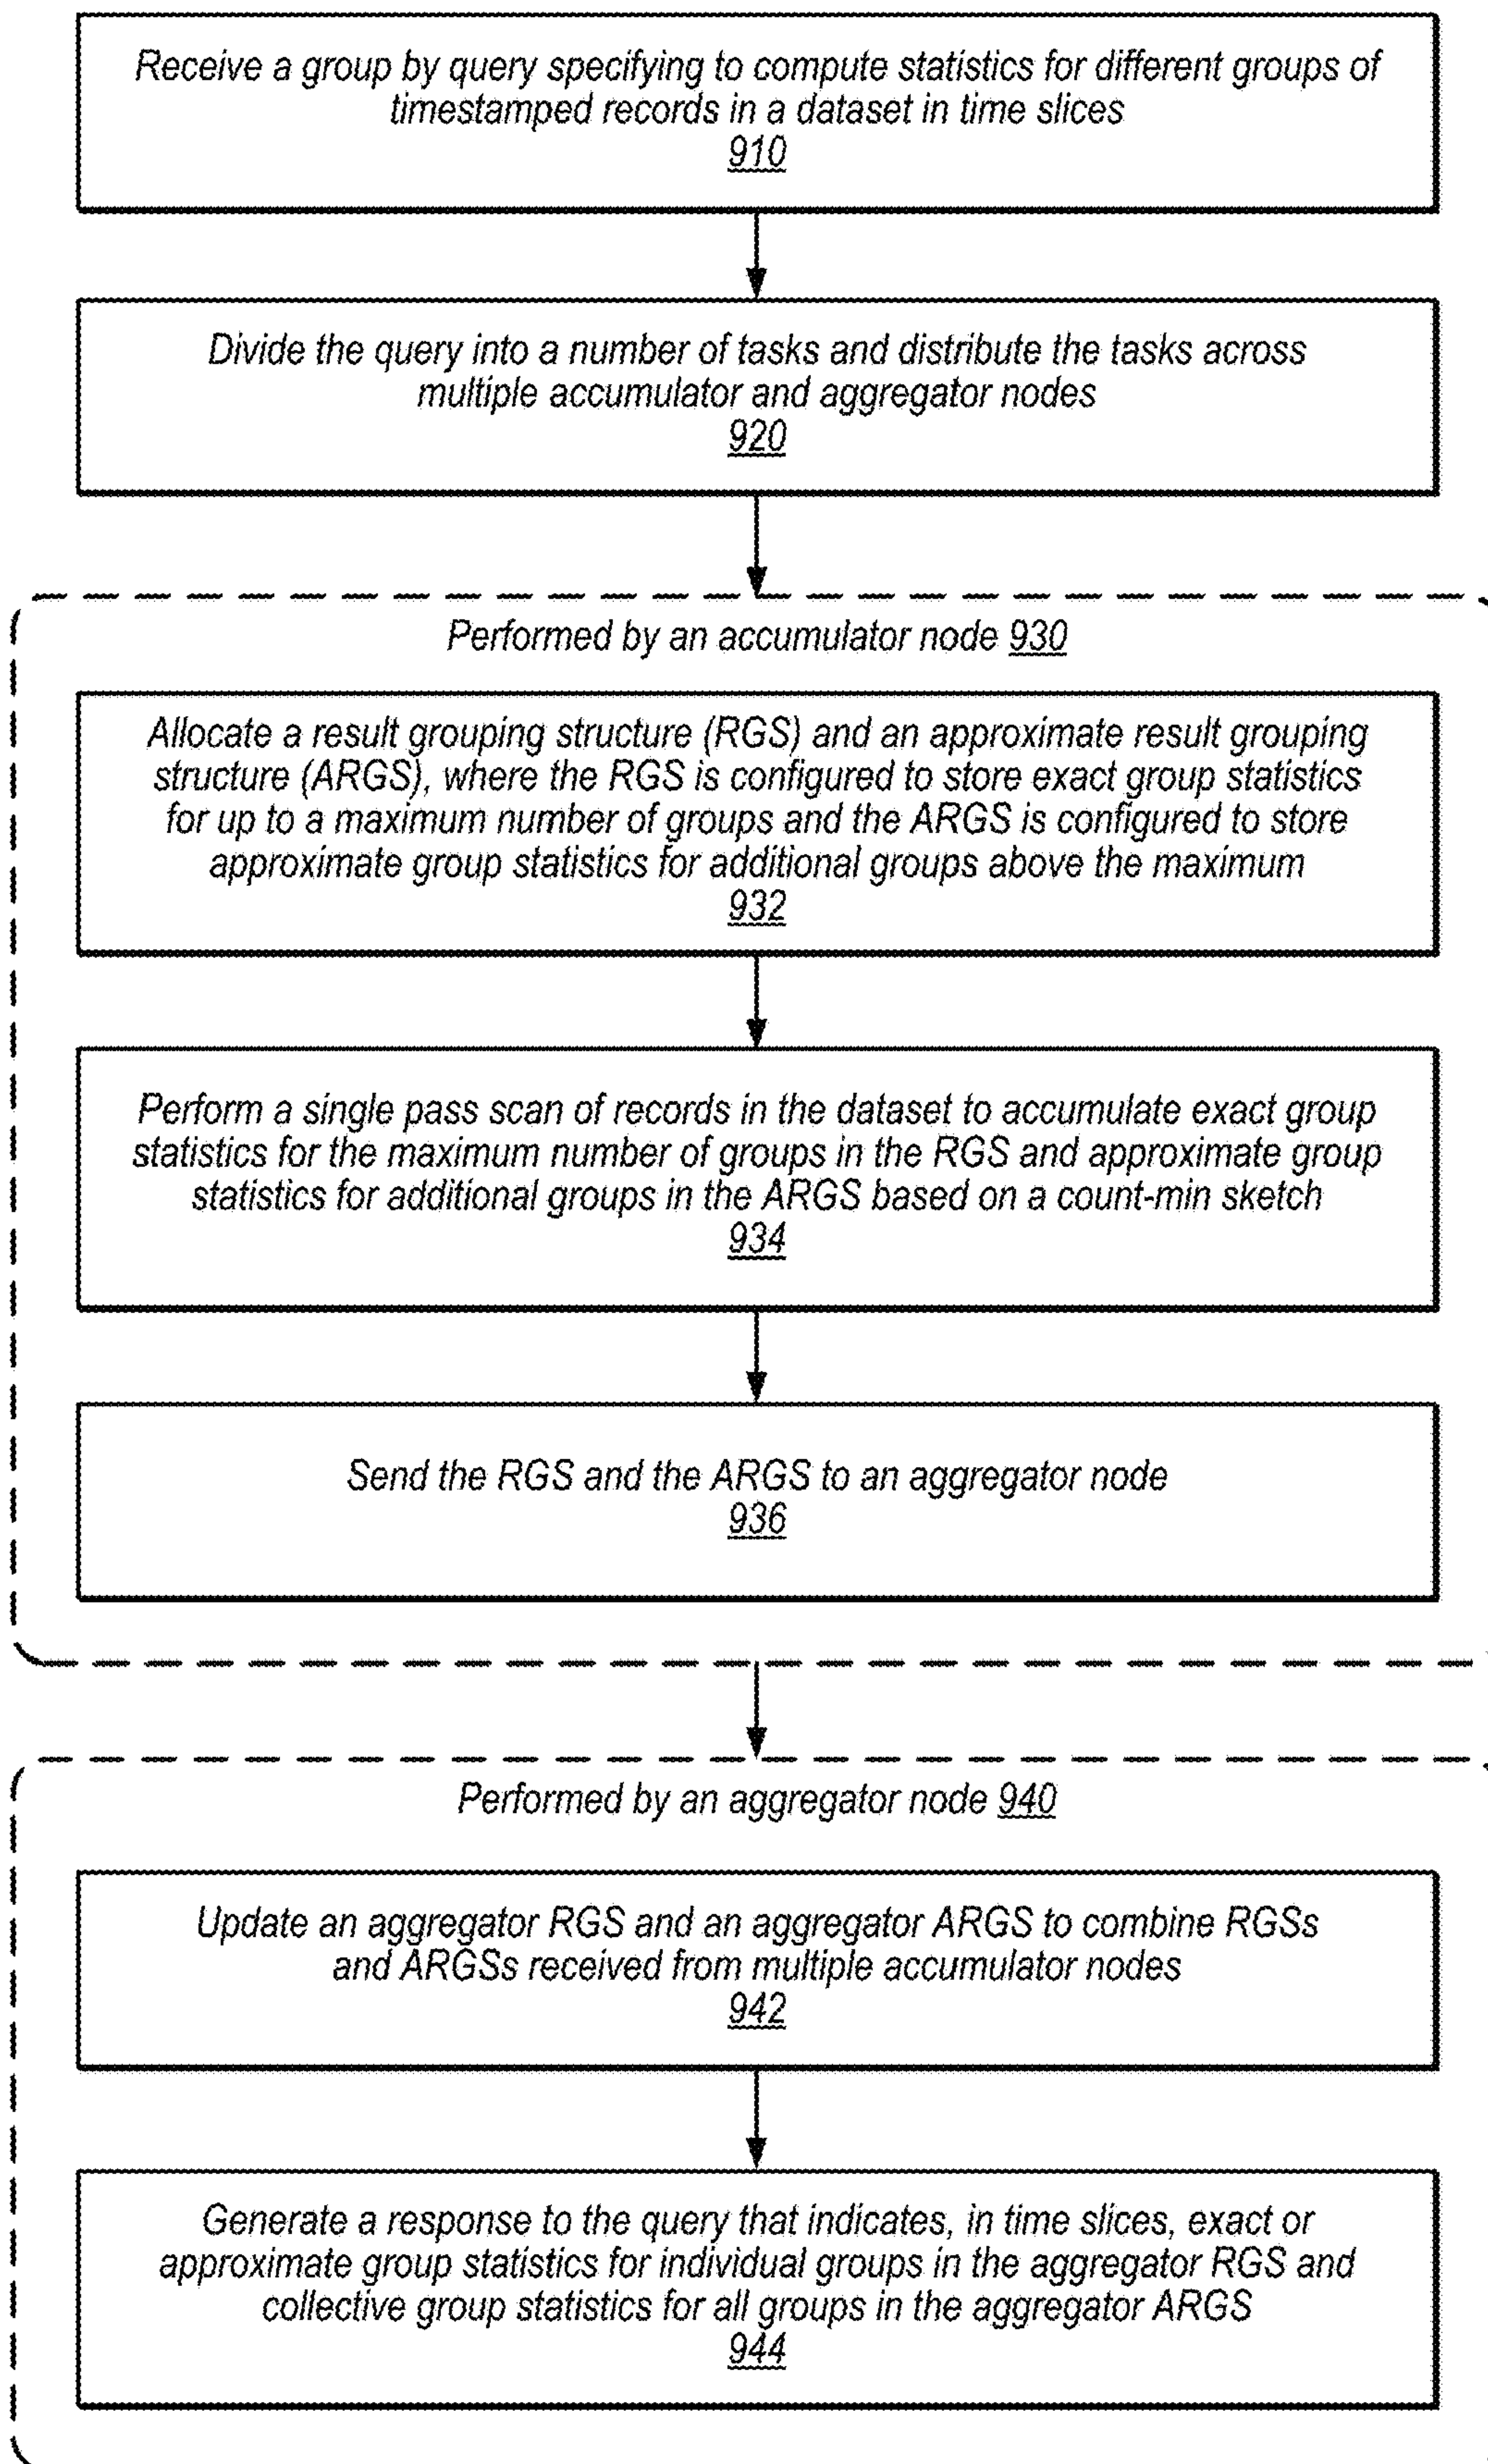 Receive a group by query specifying to compute statistics for different groups of
timestamped records in a dataset in time slices
910
Divide the query into a number of tasks and distribute the tasks across
multiple accumulator and aggregator nodes
920
Performed by an accumulator node 930
Allocate a result grouping structure (RGS) and an approximate result grouping
structure (ARGS), where the RGS is configured to store exact group statistics
for up to a maximum number of groups and the ARGS is configured to store
approximate group statistics for additional groups above the maximum
932
Perform a single pass scan of records in the dataset to accumulate exact group
statistics for the maximum number of groups in the RGS and approximate group
statistics for additional groups in the ARGS based on a count-min sketch
934
Send the RGS and the ARGS to an aggregator node
936
Performed by an aggregator node 940
Update an aggregator RGS and an aggregator ARGS to combine RGSs
and ARGSs received from multiple accumulator nodes
942
Generate a response to the query that indicates, in time slices, exact or
approximate group statistics for individual groups in the aggregator RGS and
collective group statistics for all groups in the aggregator ARGS
944